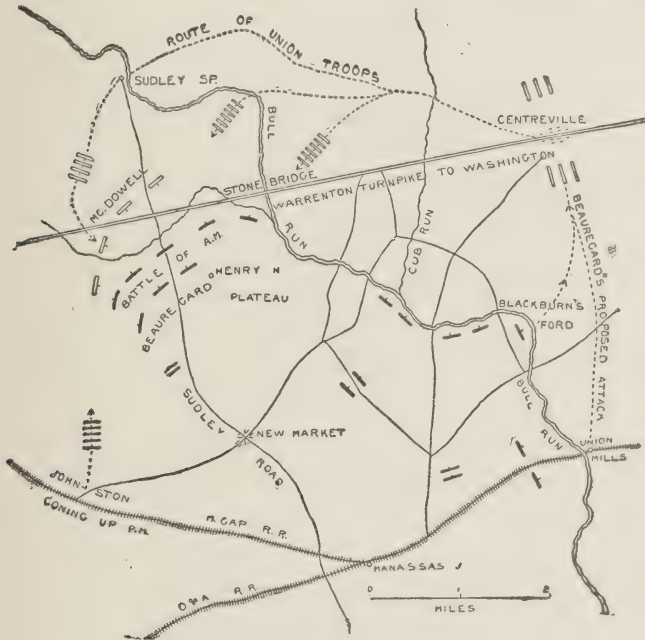 ROUTE OF UNION TROOPS
SUDLEY SP.
BULL
CENTREVILLE
MC.DOWELL
STONE BRIDGE
WARRENTON TURNPIKE TO WASHINGTON
RUN
CUB RUN
BATTLE OF A.M.
HENRY H
PLATEAU
BEAUREGARD
BLACKBURN'S
FORD
BEAUREGARD'S PROPOSED ATTACK
SUDLEY
ROAD
NEW MARKET
BULL
RUN
UNION
MILLS
JOHNSTON
COMING UP P.M.
M. GAP R.R.
MANASSAS J
O & A R R
0 2
MILES